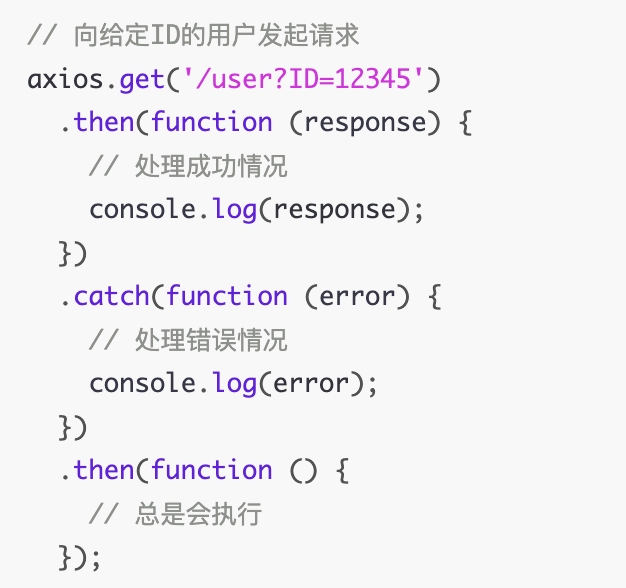 // 向给定ID的用户发起请求
axios.get('/user?ID=12345')
  .then(function (response) {
    // 处理成功情况
    console.log(response);
  })
  .catch(function (error) {
    // 处理错误情况
    console.log(error);
  })
  .then(function () {
    // 总是会执行
  });